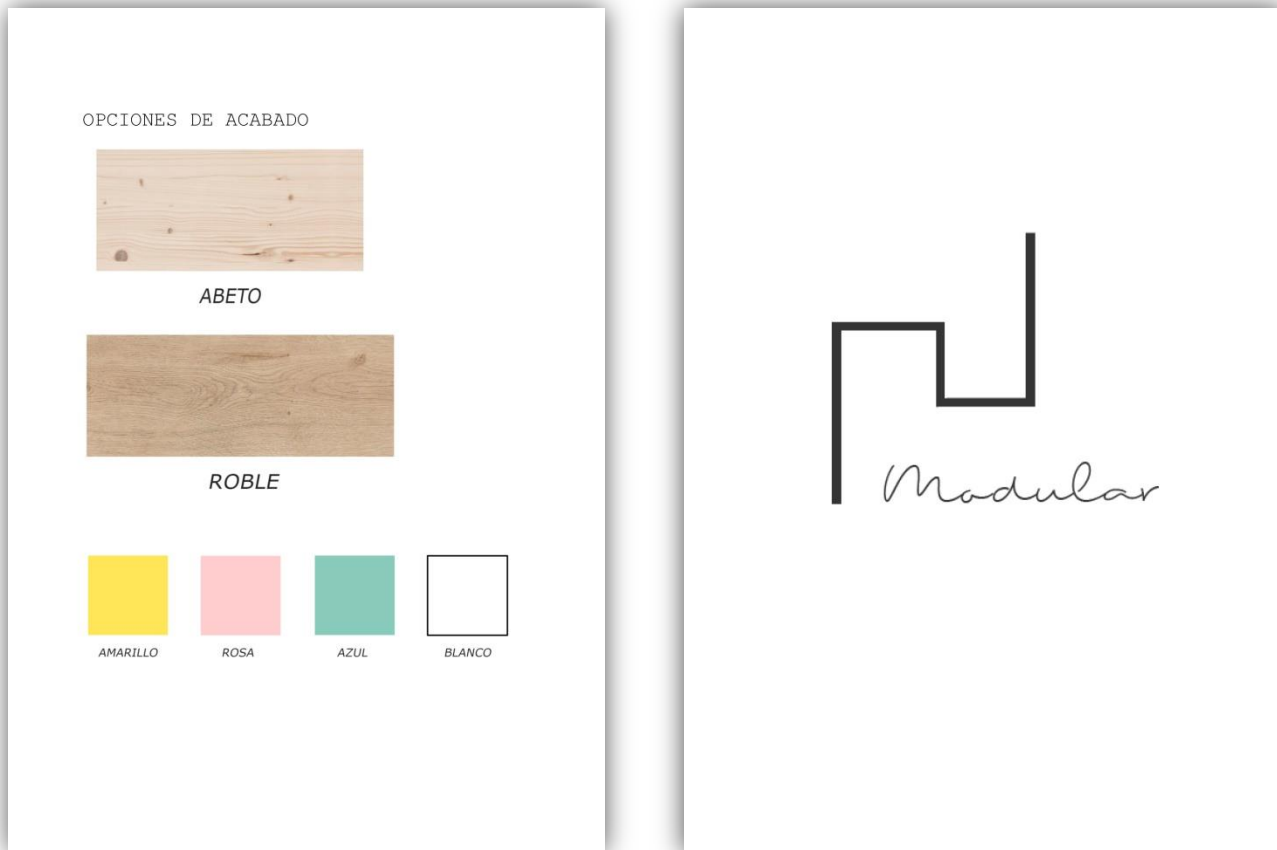 OPCIONES DE ACABADO
ABETO
ROBLE
AMARILLO ROSA AZUL BLANCO
Modular